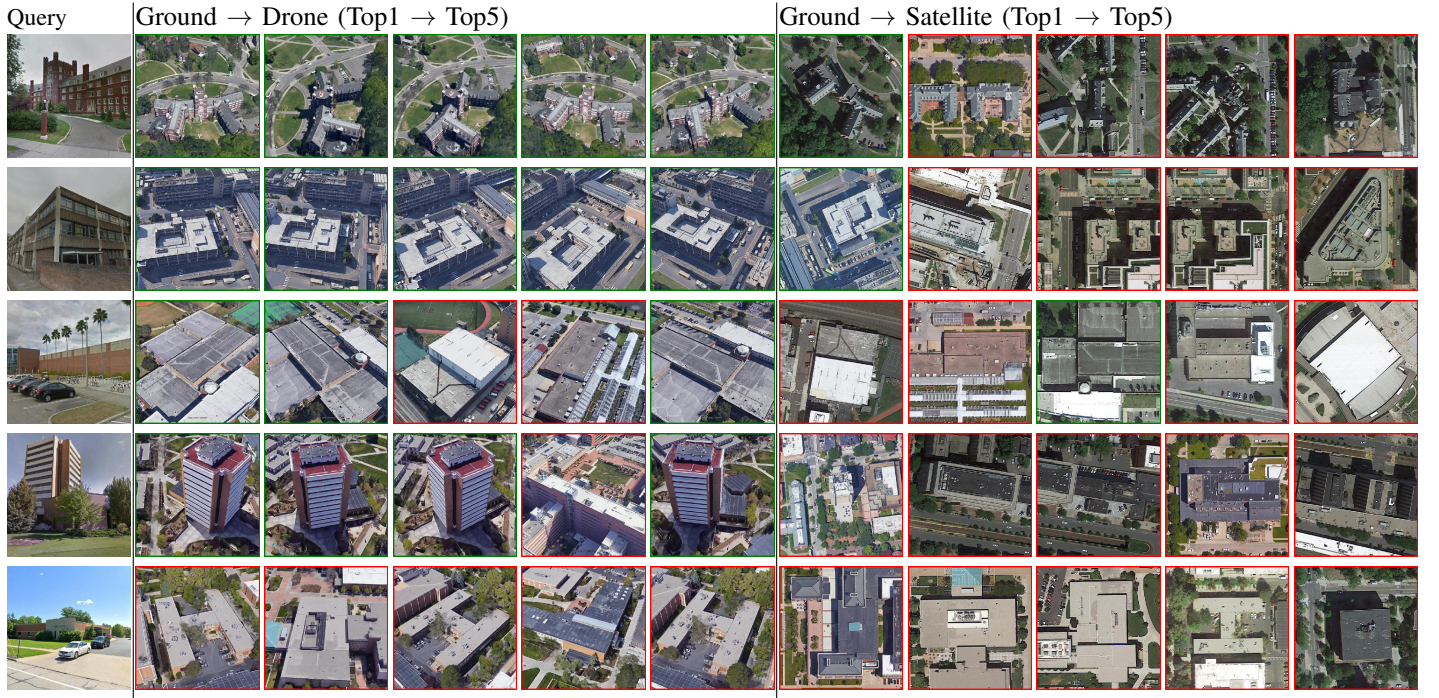 Query
Ground → Drone (Top1 → Top5)
Ground → Satellite (Top1 → Top5)